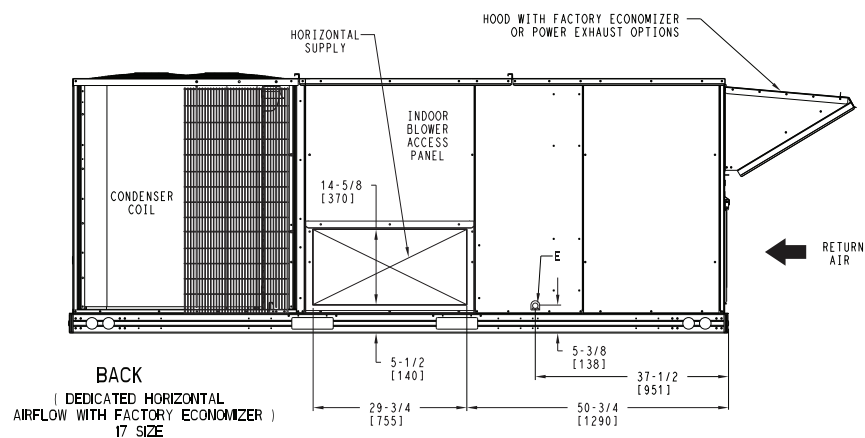 HOOD WITH FACTORY ECONOMIZER
OR POWER EXHAUST OPTIONS
HORIZONTAL
SUPPLY
INDOOR
BLOWER
ACCESS
PANEL
14-5/8
[370]
CONDENSER
COIL
E
RETURN
AIR
5-1/2
[140]
5-3/8
[138]
37-1/2
[951]
29-3/4
[755]
50-3/4
[1290]
BACK
( DEDICATED HORIZONTAL
AIRFLOW WITH FACTORY ECONOMIZER )
17 SIZE